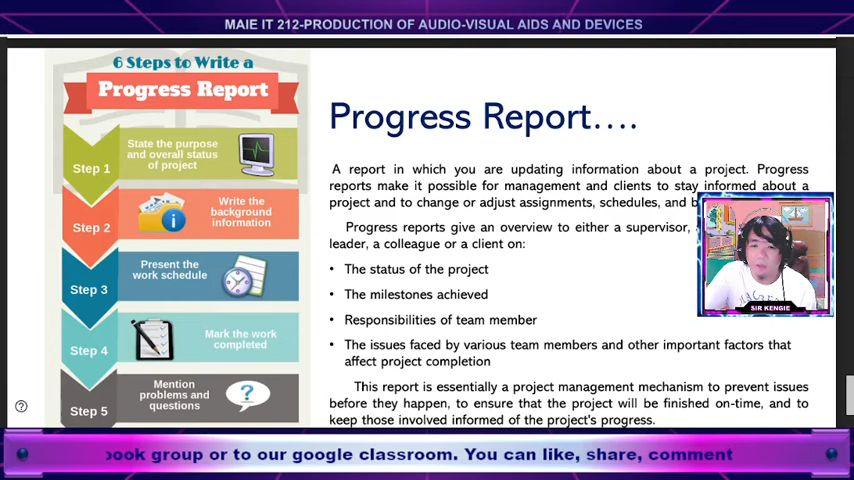 MAIE IT 212-PRODUCTION OF AUDIO-VISUAL AIDS AND DEVICES
6 Steps to Write a
Progress Report
Step 1
State the purpose
and overall status
of project
Step 2
Write the
background
information
Step 3
Present the
work schedule
Step 4
Mark the work
completed
Step 5
Mention
problems and
questions
Progress Report....
A report in which you are updating information about a project. Progress
reports make it possible for management and clients to stay informed about a
project and to change or adjust assignments, schedules, and
Progress reports give an overview to either a supervisor,
leader, a colleague or a client on:
• The status of the project
• The milestones achieved
• Responsibilities of team member
• The issues faced by various team members and other important factors that
affect project completion
This report is essentially a project management mechanism to prevent issues
before they happen, to ensure that the project will be finished on-time, and to
keep those involved informed of the project's progress.
SIR KENGIE
book group or to our google classroom. You can like, share, comment